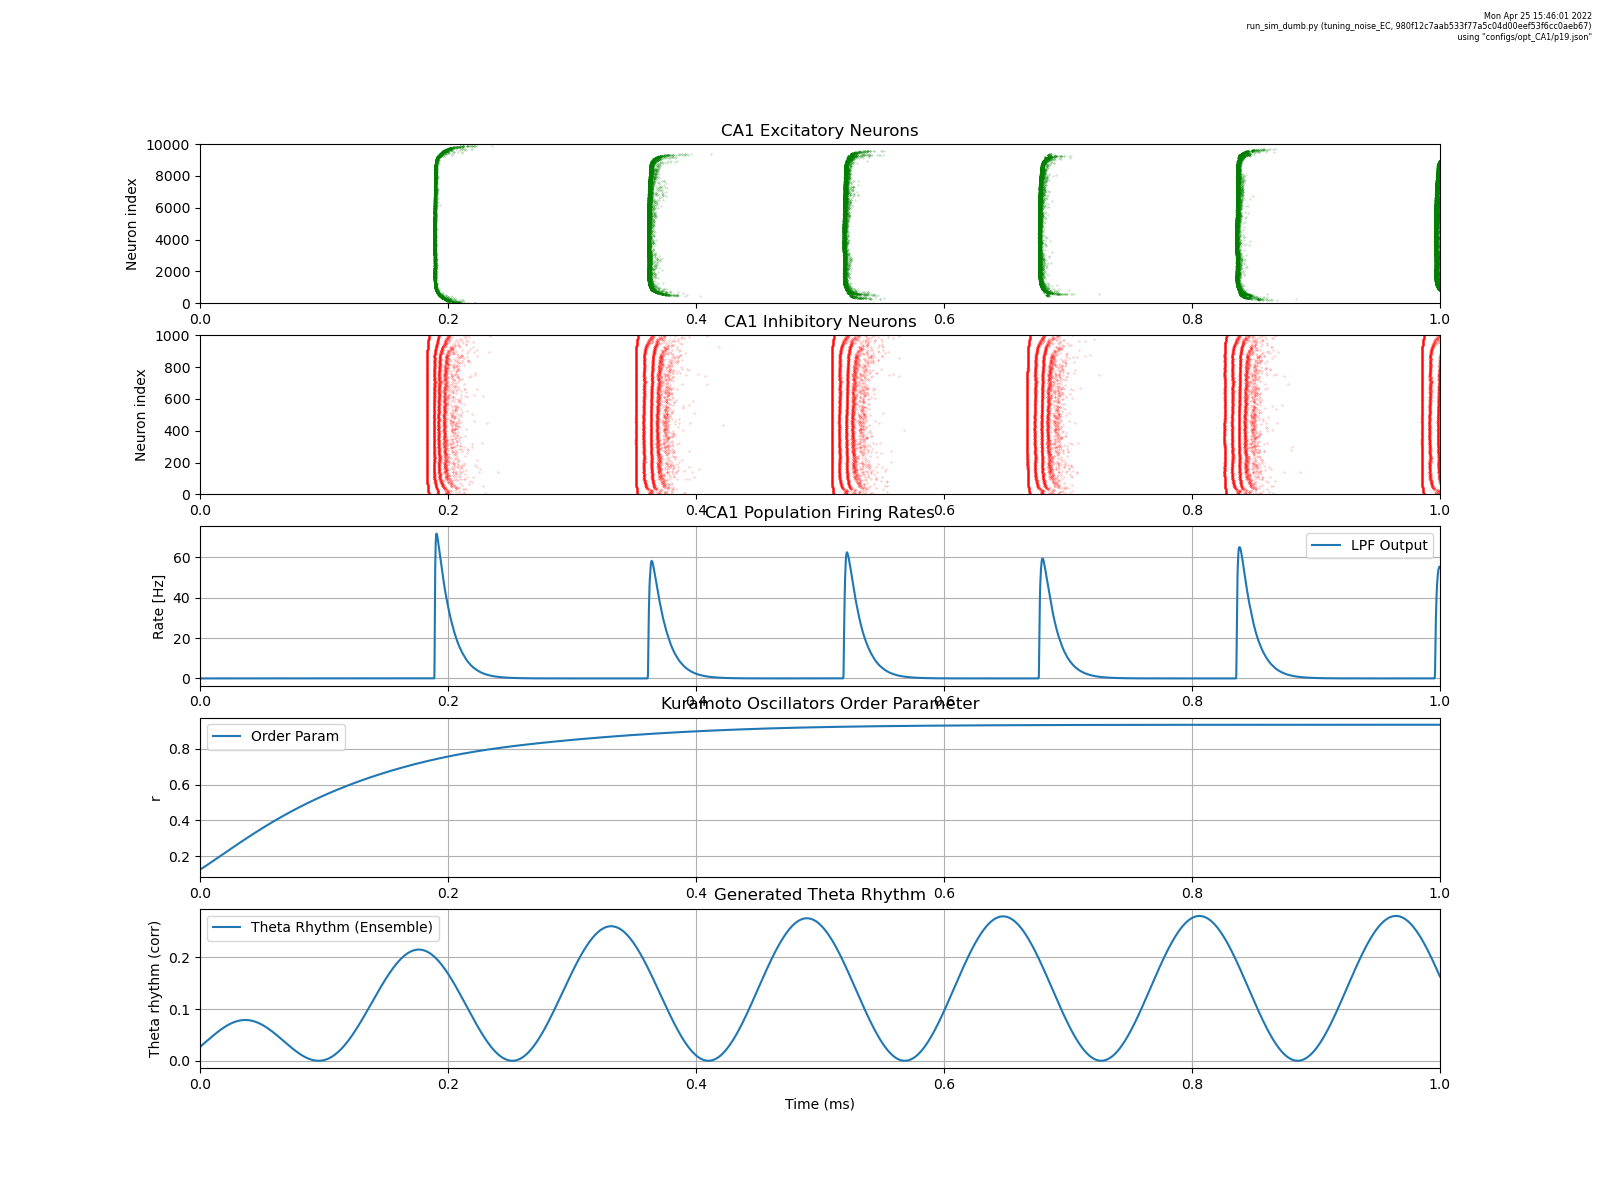 Mon Apr 25 15:46:01 2022
run_sim_dumb.py (tuning_noise_EC, 980f12c7aab533f77a5c04d00eef53f6cc0aeb67)
using "configs/opt_CA1/p19.json"
CA1 Excitatory Neurons
Neuron index
10000
8000
6000
4000
2000
0
0.0 0.2 0.4 0.6 0.8 1.0
CA1 Inhibitory Neurons
Neuron index
1000
800
600
400
200
0
0.0 0.2 0.4 0.6 0.8 1.0
CA1 Population Firing Rates
Rate [Hz]
60
40
20
0
LPF Output
0.0 0.2 0.4 0.6 0.8 1.0
Kuramoto Oscillators Order Parameter
r
0.8
0.6
0.4
0.2
Order Param
0.0 0.2 0.4 0.6 0.8 1.0
Generated Theta Rhythm
Theta rhythm (corr)
0.2
0.1
0.0
Theta Rhythm (Ensemble)
0.0 0.2 0.4 0.6 0.8 1.0
Time (ms)